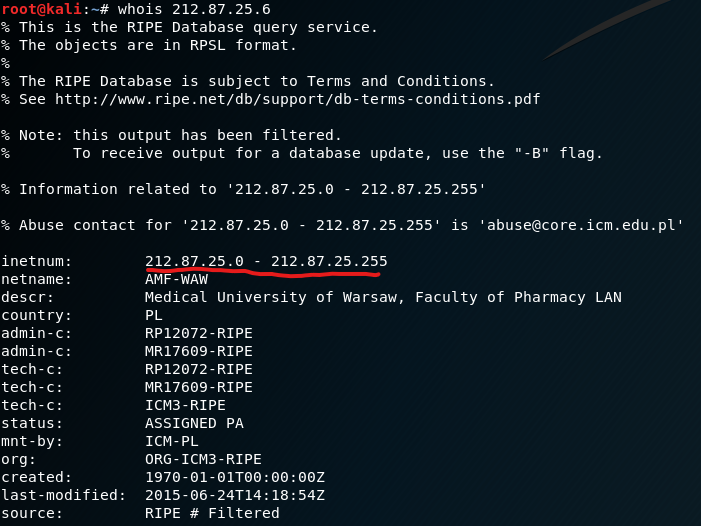 root@kali:~# whois 212.87.25.6
% This is the RIPE Database query service.
% The objects are in RPSL format.
%
% The RIPE Database is subject to Terms and Conditions.
% See http://www.ripe.net/db/support/db-terms-conditions.pdf
% Note: this output has been filtered.
%       To receive output for a database update, use the "-B" flag.
% Information related to '212.87.25.0 - 212.87.25.255'
% Abuse contact for '212.87.25.0 - 212.87.25.255' is 'abuse@core.icm.edu.pl'
inetnum:        212.87.25.0 - 212.87.25.255
netname:        AMF-WAW
descr:          Medical University of Warsaw, Faculty of Pharmacy LAN
country:        PL
admin-c:        RP12072-RIPE
admin-c:        MR17609-RIPE
tech-c:         RP12072-RIPE
tech-c:         MR17609-RIPE
tech-c:         ICM3-RIPE
status:         ASSIGNED PA
mnt-by:         ICM-PL
org:            ORG-ICM3-RIPE
created:        1970-01-01T00:00:00Z
last-modified:  2015-06-24T14:18:54Z
source:         RIPE # Filtered